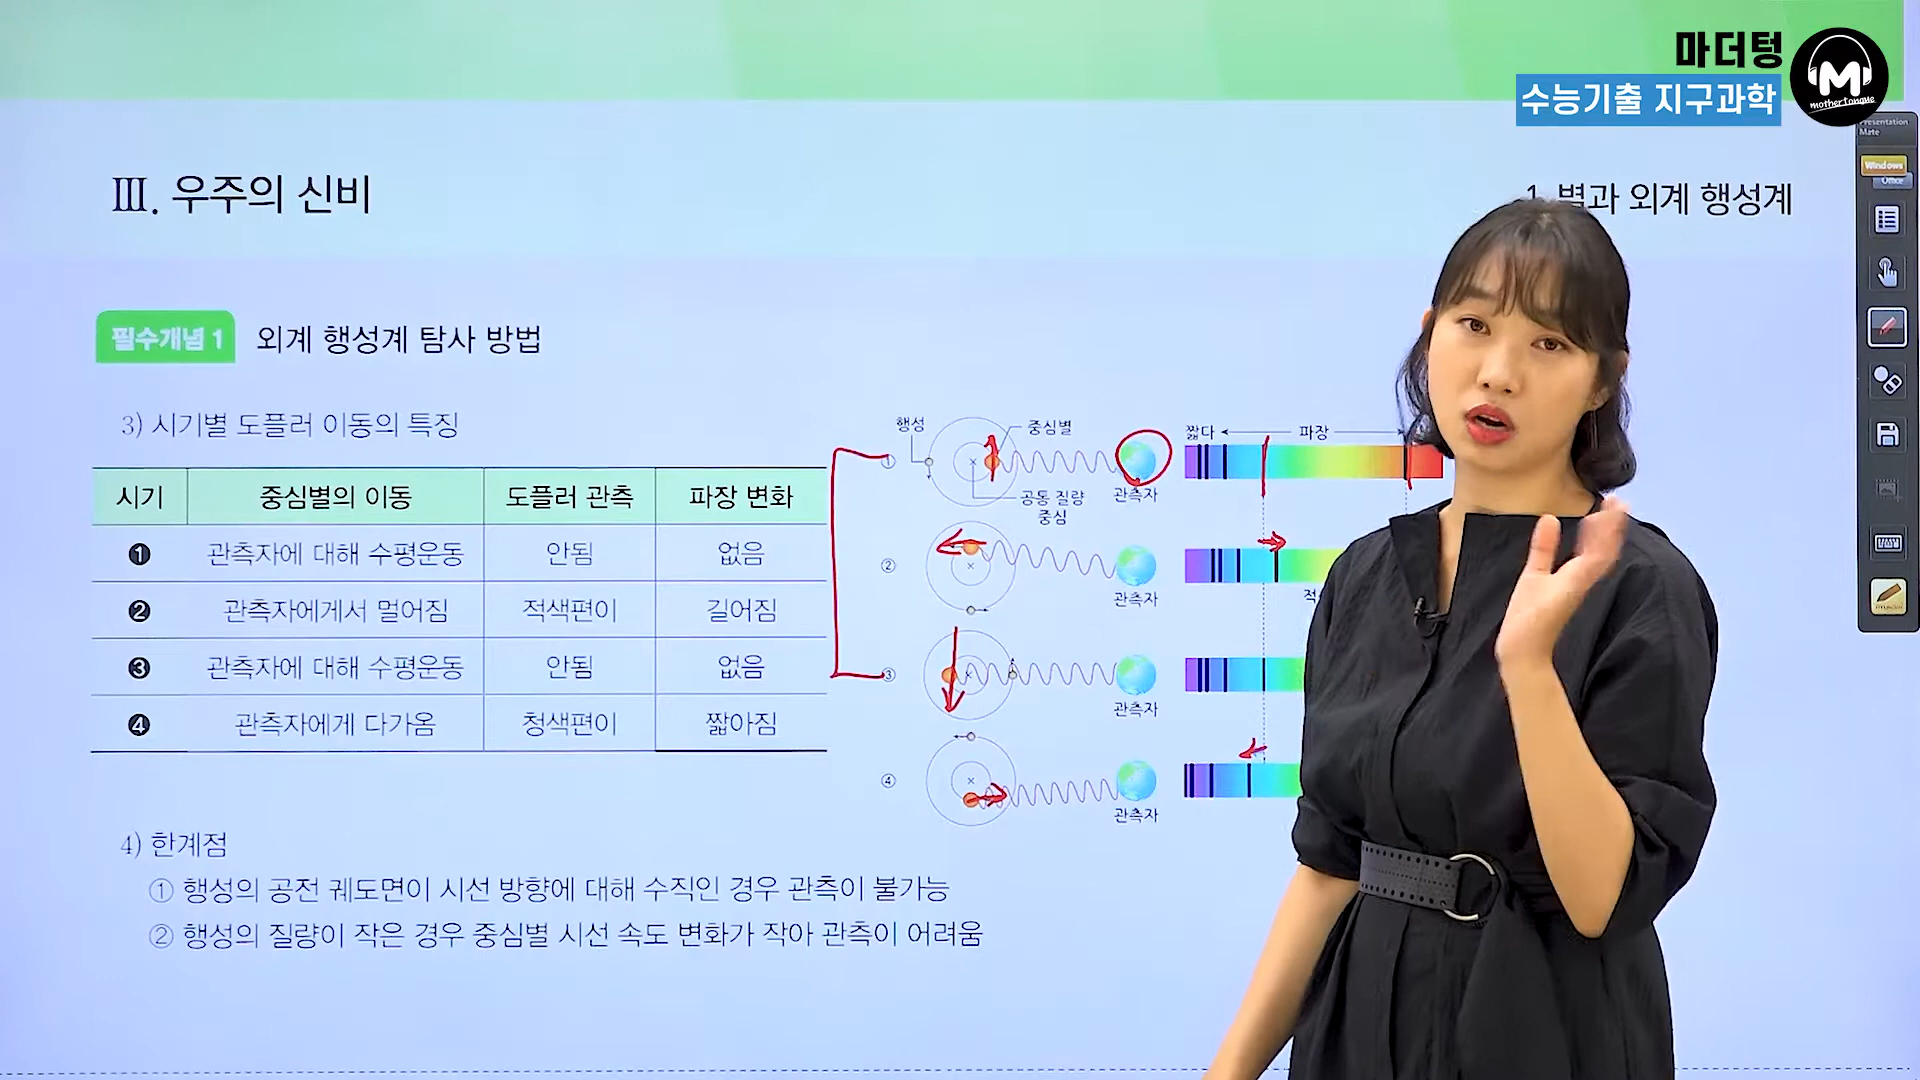 마더텅
수능기출 지구과학
M
mothertongue
Presentation
Mate
Windows
Office
Ⅲ. 우주의 신비
1. 별과 외계 행성계
필수개념 1
외계 행성계 탐사 방법
3) 시기별 도플러 이동의 특징
시기 중심별의 이동 도플러 관측 파장 변화
❶ 관측자에 대해 수평운동 안됨 없음
❷ 관측자에게서 멀어짐 적색편이 길어짐
❸ 관측자에 대해 수평운동 안됨 없음
❹ 관측자에게 다가옴 청색편이 짧아짐
행성
중심별
①
공동 질량
중심
관측자
짧다
파장
②
관측자
적
③
관측자
④
관측자
4) 한계점
① 행성의 공전 궤도면이 시선 방향에 대해 수직인 경우 관측이 불가능
② 행성의 질량이 작은 경우 중심별 시선 속도 변화가 작아 관측이 어려움